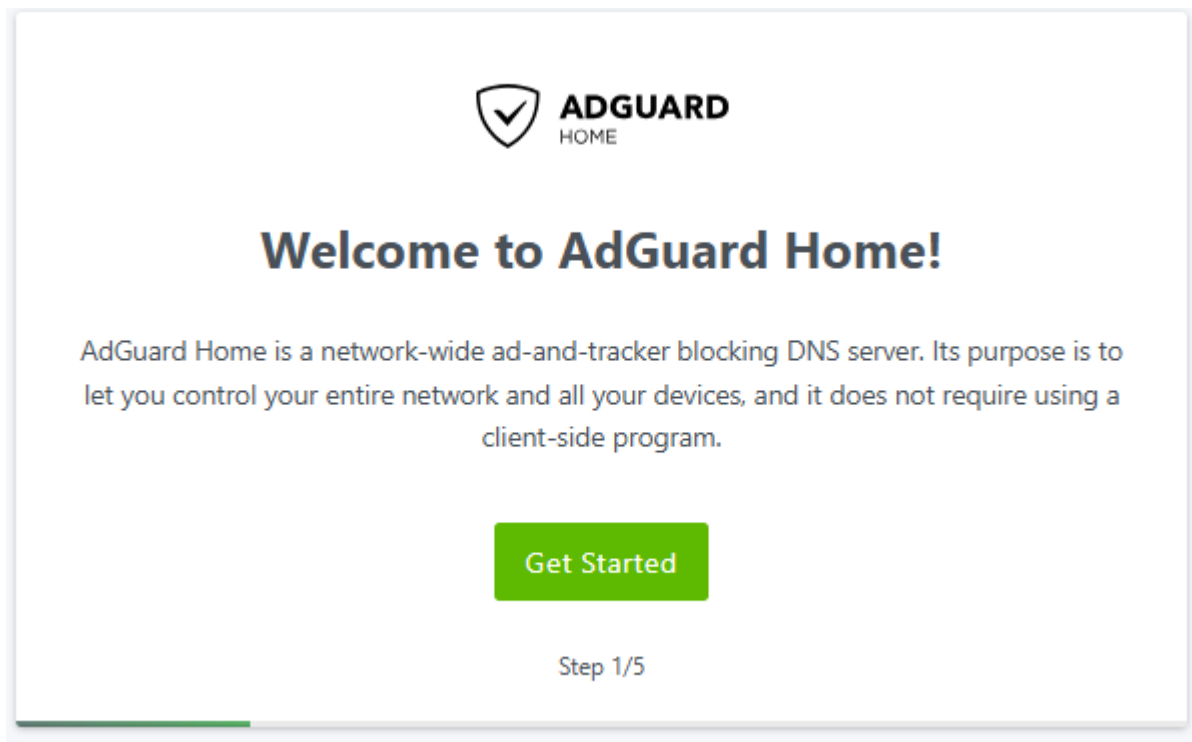 ADGUARD
HOME
Welcome to AdGuard Home!
AdGuard Home is a network-wide ad-and-tracker blocking DNS server. Its purpose is to
let you control your entire network and all your devices, and it does not require using a
client-side program.
Get Started
Step 1/5